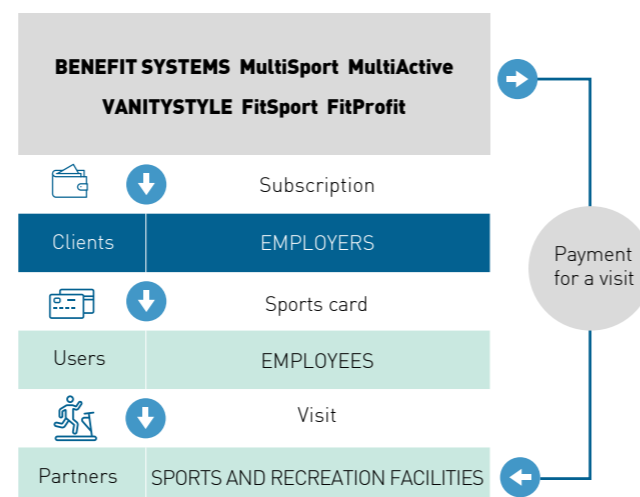 BENEFIT SYSTEMS MultiSport MultiActive
VANITYSTYLE FitSport FitProfit
Subscription
Clients EMPLOYERS
Sports card
Users EMPLOYEES
Visit
Partners SPORTS AND RECREATION FACILITIES
Payment
for a visit